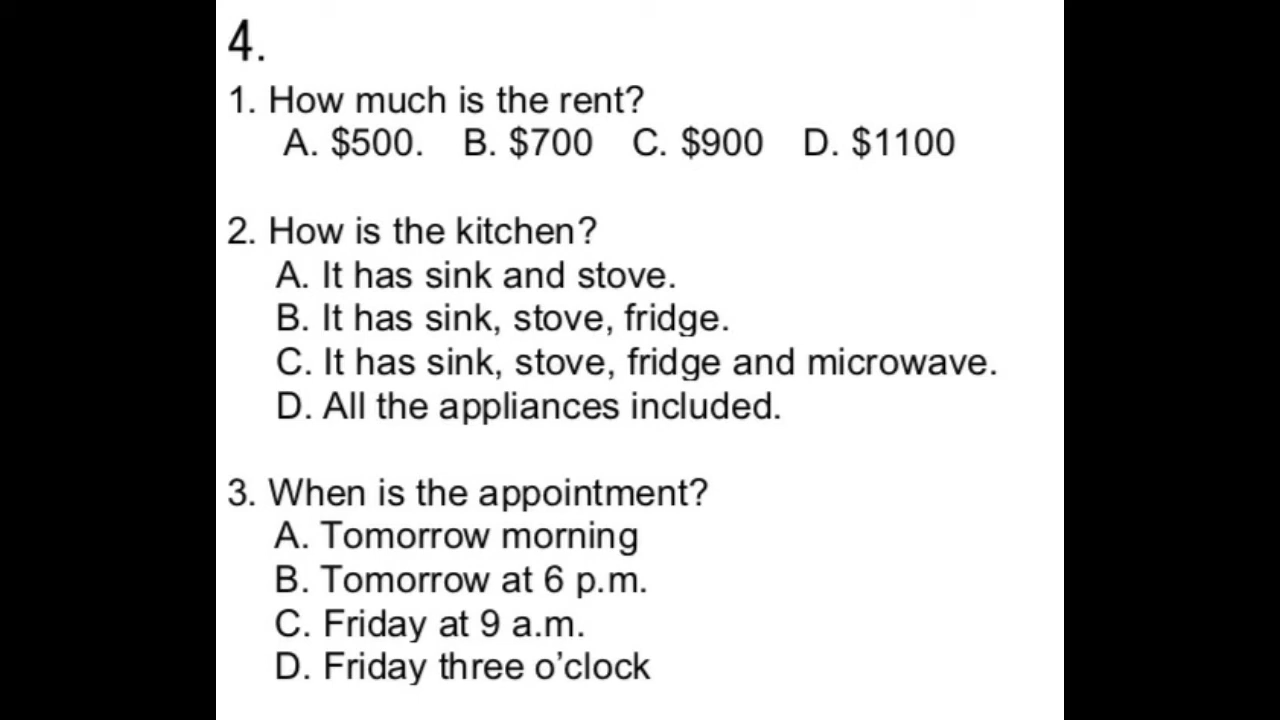 4.
1. How much is the rent?
A. $500. B. $700 C. $900 D. $1100
2. How is the kitchen?
A. It has sink and stove.
B. It has sink, stove, fridge.
C. It has sink, stove, fridge and microwave.
D. All the appliances included.
3. When is the appointment?
A. Tomorrow morning
B. Tomorrow at 6 p.m.
C. Friday at 9 a.m.
D. Friday three o’clock